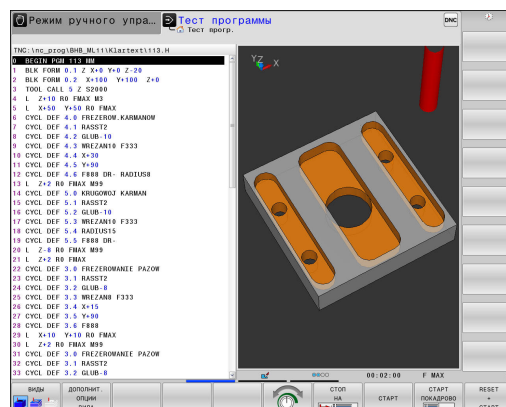 Режим ручного упра…
Тест программы
Тест прогр.
DNC
TNC:\nc_prog\BHB_ML11\Klartext\113.H
0 BEGIN PGM 113 MM
1 BLK FORM 0.1 Z X+0 Y+0 Z-20
2 BLK FORM 0.2 X+100 Y+100 Z+0
3 TOOL CALL 5 Z S2000
4 L Z+10 R0 FMAX M3
5 L X+50 Y+50 R0 FMAX
6 CYCL DEF 4.0 FREZEROW.KARMANOW
7 CYCL DEF 4.1 RASST2
8 CYCL DEF 4.2 GLUB-10
9 CYCL DEF 4.3 WREZAN10 F333
10 CYCL DEF 4.4 X+30
11 CYCL DEF 4.5 Y+90
12 CYCL DEF 4.6 F888 DR- RADIUS8
13 L Z+2 R0 FMAX M99
14 CYCL DEF 5.0 KRUGOWOJ KARMAN
15 CYCL DEF 5.1 RASST2
16 CYCL DEF 5.2 GLUB-10
17 CYCL DEF 5.3 WREZAN10 F333
18 CYCL DEF 5.4 RADIUS15
19 CYCL DEF 5.5 F888 DR-
20 L Z-8 R0 FMAX M99
21 L Z+2 R0 FMAX
22 CYCL DEF 3.0 FREZEROWANIE PAZOW
23 CYCL DEF 3.1 RASST2
24 CYCL DEF 3.2 GLUB-8
25 CYCL DEF 3.3 WREZAN8 F333
26 CYCL DEF 3.4 X+15
27 CYCL DEF 3.5 Y+90
28 CYCL DEF 3.6 F888
29 L X+10 Y+10 R0 FMAX
30 L Z+2 R0 FMAX M99
31 CYCL DEF 3.0 FREZEROWANIE PAZOW
32 CYCL DEF 3.1 RASST2
33 CYCL DEF 3.2 GLUB-8
YZ X
00:02:00 F MAX
ВИДЫ
ДОПОЛНИТ.
ОПЦИИ
СТОП
НА
СТАРТ
СТАРТ
ПОКАДРОВО
RESET
+